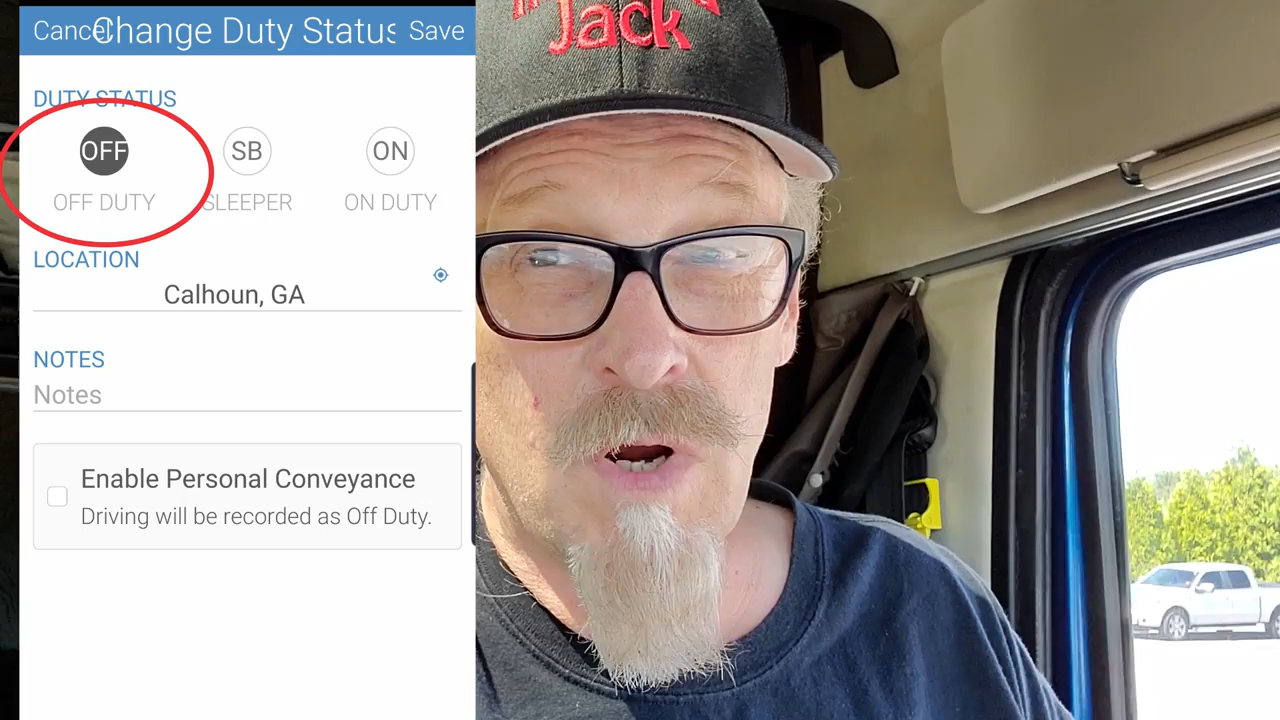 Cancel Change Duty Status Save
DUTY STATUS
OFF SB ON
OFF DUTY SLEEPER ON DUTY
LOCATION
Calhoun, GA
NOTES
Notes
Enable Personal Conveyance
Driving will be recorded as Off Duty.
Jack